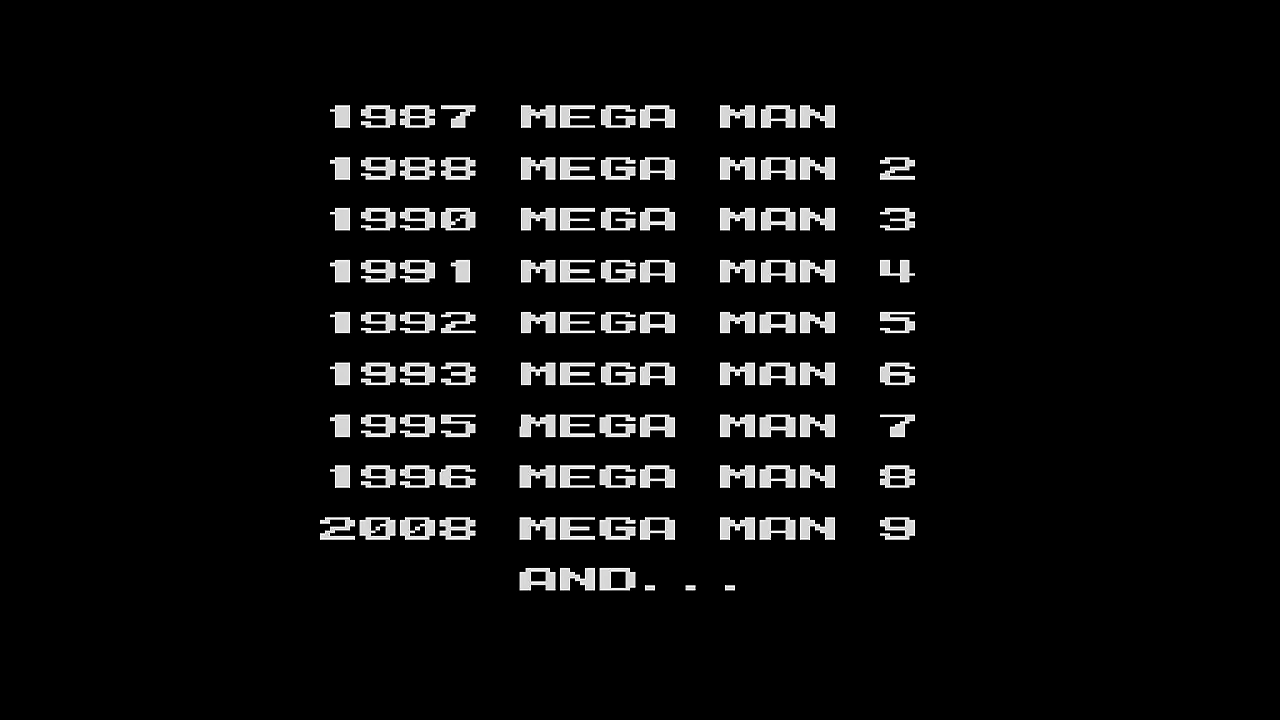 1987 MEGA MAN
1988 MEGA MAN 2
1990 MEGA MAN 3
1991 MEGA MAN 4
1992 MEGA MAN 5
1993 MEGA MAN 6
1995 MEGA MAN 7
1996 MEGA MAN 8
2008 MEGA MAN 9
AND...